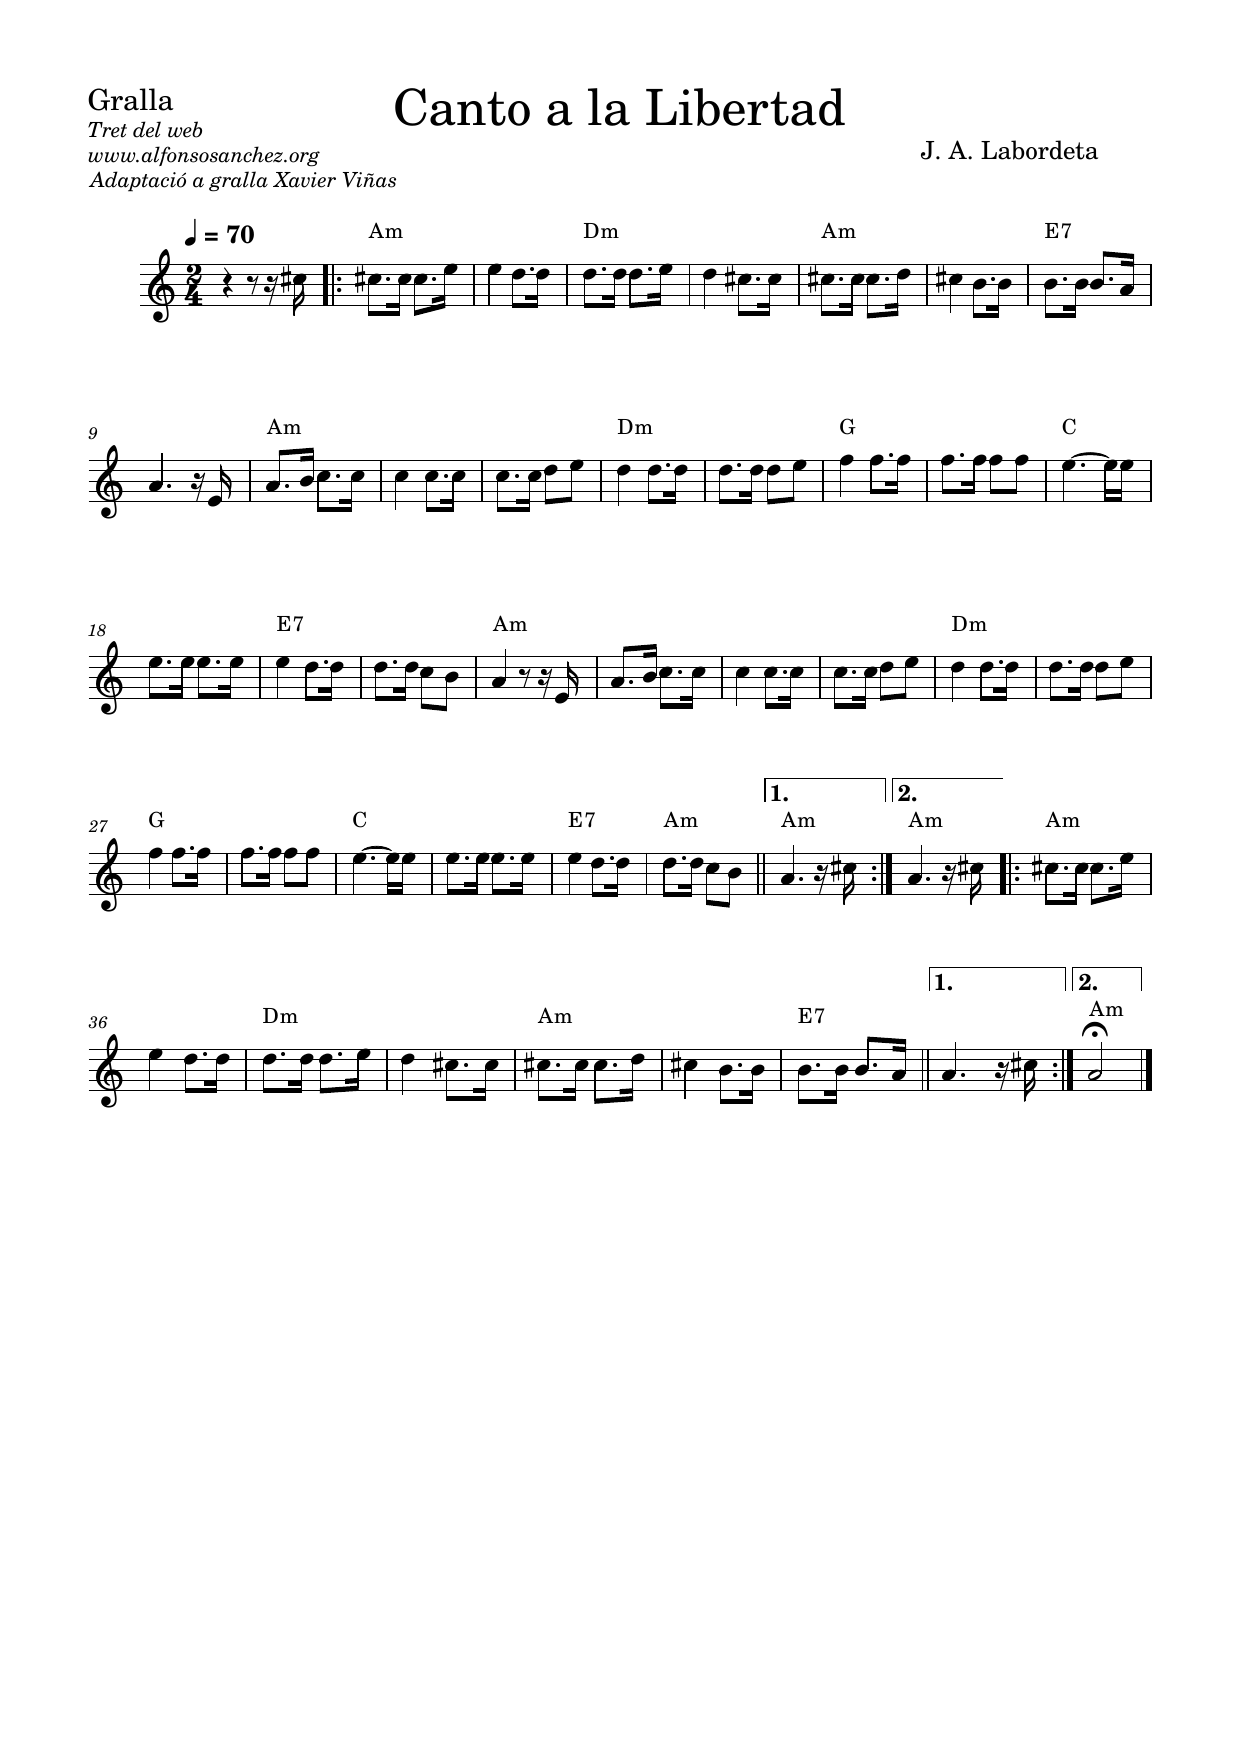 Gralla
Canto a la Libertad
Tret del web
www.alfonsosanchez.org
J. A. Labordeta
Adaptació a gralla Xavier Viñas
= 70
Am Dm Am E7
2
4
9
Am Dm G C
18
E7 Am Dm
1. 2.
27
G C E7 Am Am Am Am
1. 2.
36
Dm Am E7 Am